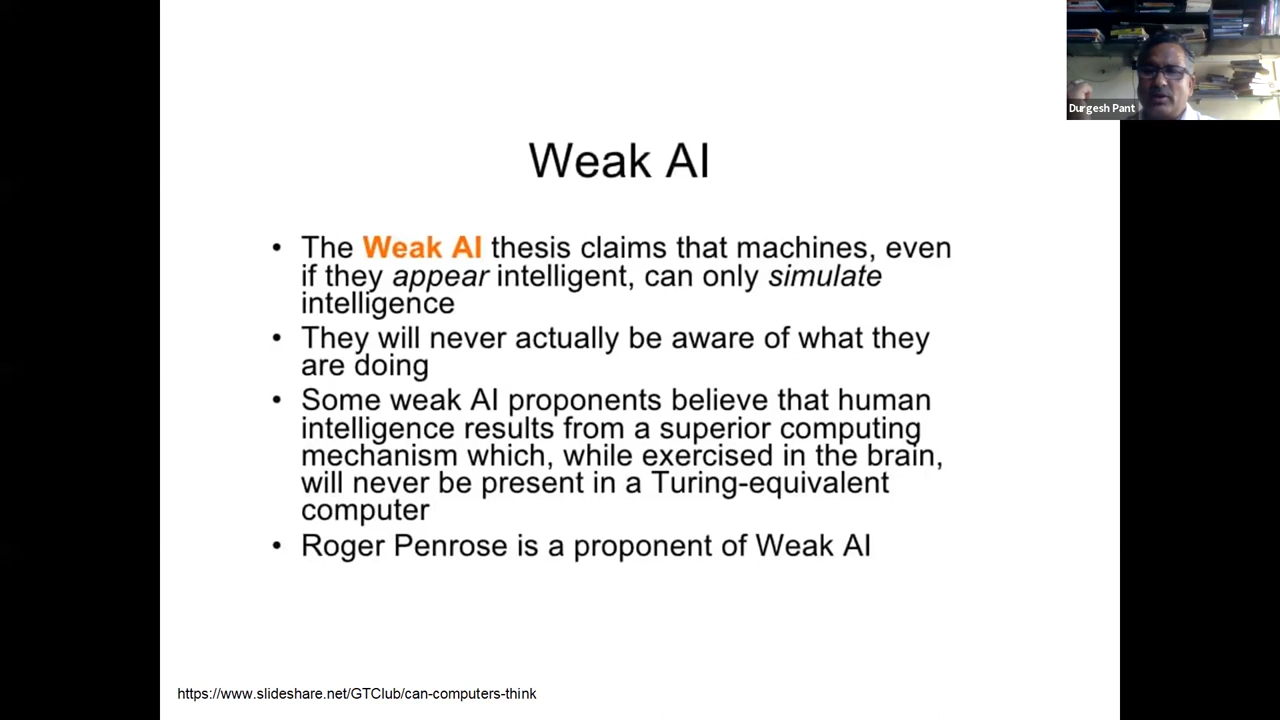 Durgesh Pant
Weak AI
• The Weak AI thesis claims that machines, even
if they appear intelligent, can only simulate
intelligence
• They will never actually be aware of what they
are doing
• Some weak AI proponents believe that human
intelligence results from a superior computing
mechanism which, while exercised in the brain,
will never be present in a Turing-equivalent
computer
• Roger Penrose is a proponent of Weak AI
https://www.slideshare.net/GTClub/can-computers-think